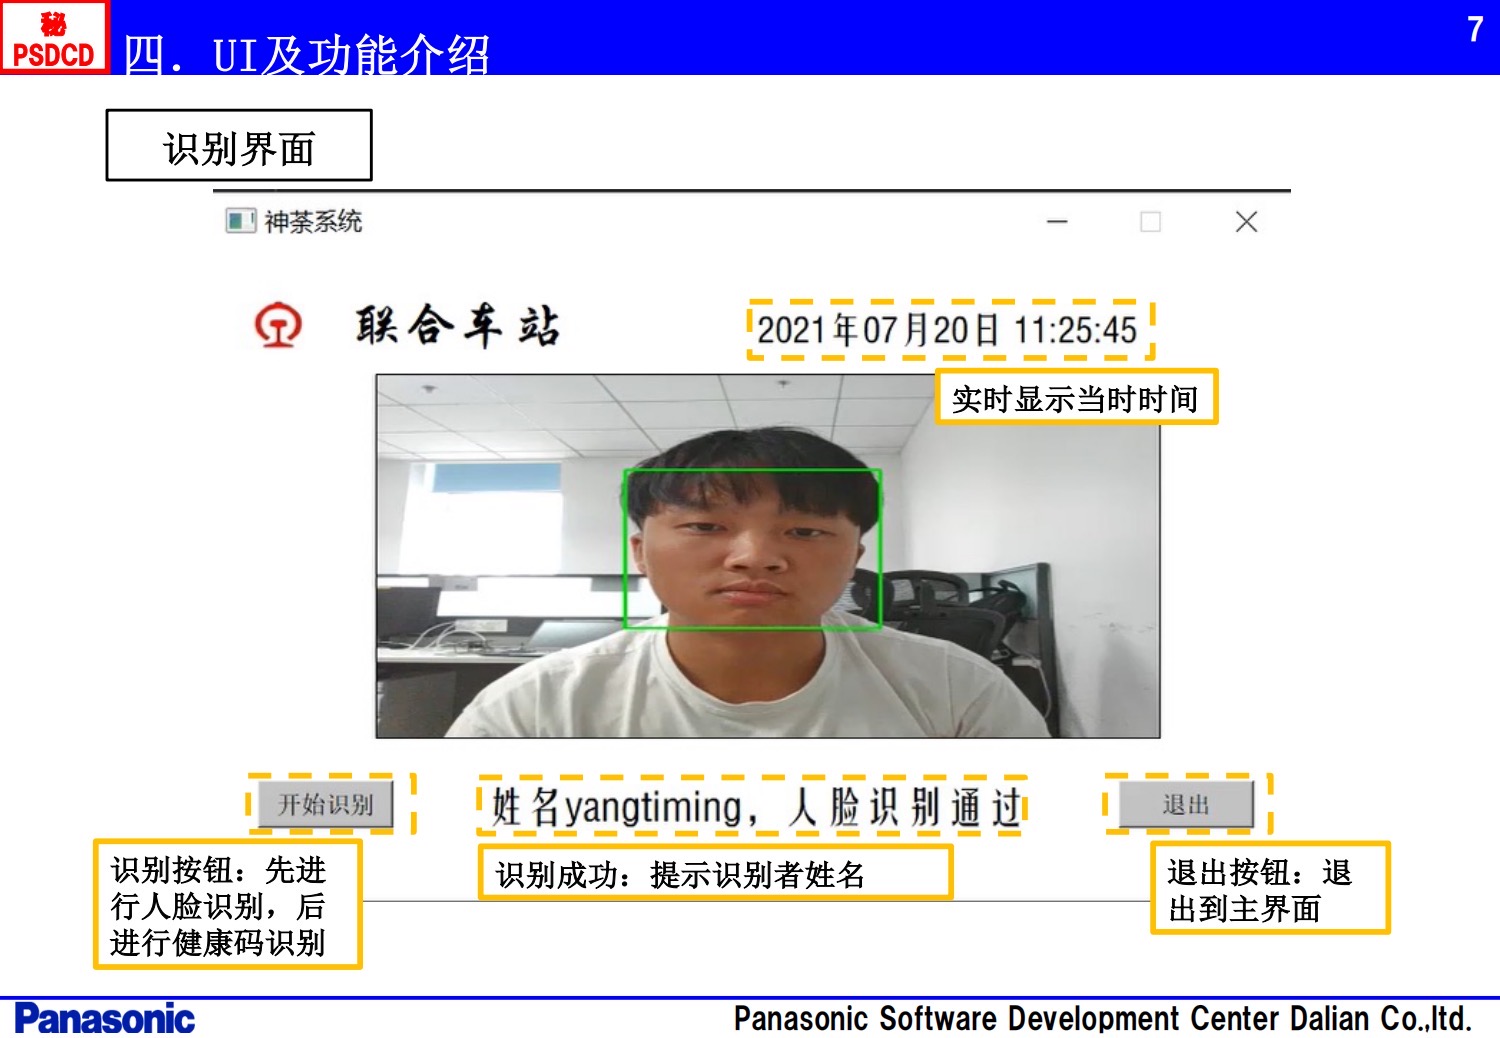 秘
PSDCD
四. UI及功能介绍
7
识别界面
神荼系统
联合车站
2021年07月20日 11:25:45
实时显示当时时间
开始识别
姓名yangtiming，人脸识别通过
退出
识别按钮：先进
行人脸识别，后
进行健康码识别
识别成功：提示识别者姓名
退出按钮：退
出到主界面
Panasonic
Panasonic Software Development Center Dalian Co.,ltd.